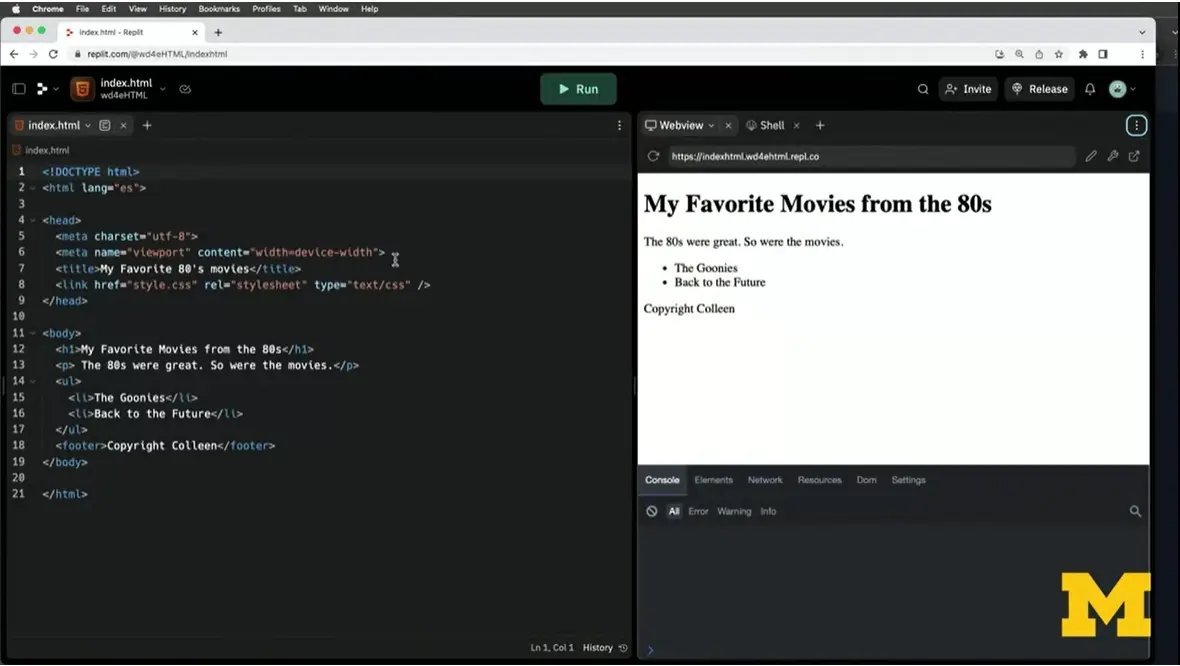 Chrome File Edit View History Bookmarks Profiles Tab Window Help
index.html - Replit
replit.com/@wd4eHTML/indexhtml
index.html
wd4eHTML
Run
Invite
Release
index.html
index.html
1 <!DOCTYPE html>
2 <html lang="es">
3
4 <head>
5 <meta charset="utf-8">
6 <meta name="viewport" content="width=device-width">
7 <title>My Favorite 80's movies</title>
8 <link href="style.css" rel="stylesheet" type="text/css" />
9 </head>
10
11 <body>
12 <h1>My Favorite Movies from the 80s</h1>
13 <p> The 80s were great. So were the movies.</p>
14 <ul>
15 <li>The Goonies</li>
16 <li>Back to the Future</li>
17 </ul>
18 <footer>Copyright Colleen</footer>
19 </body>
20
21 </html>
Ln 1, Col 1 History
Webview Shell
https://indexhtml.wd4ehtml.repl.co
My Favorite Movies from the 80s
The 80s were great. So were the movies.
• The Goonies
• Back to the Future
Copyright Colleen
Console Elements Network Resources Dom Settings
All Error Warning Info
M